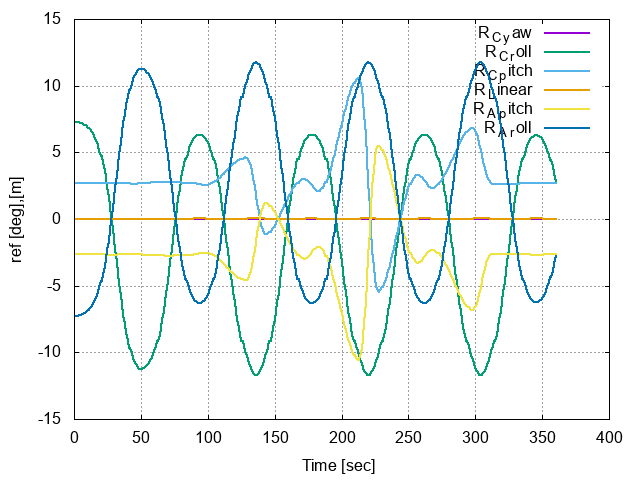 R_Cyaw
R_Croll
R_Cpitch
R_Linear
R_Apitch
R_Aroll
15
10
5
0
-5
-10
-15
ref [deg],[m]
0 50 100 150 200 250 300 350 400
Time [sec]